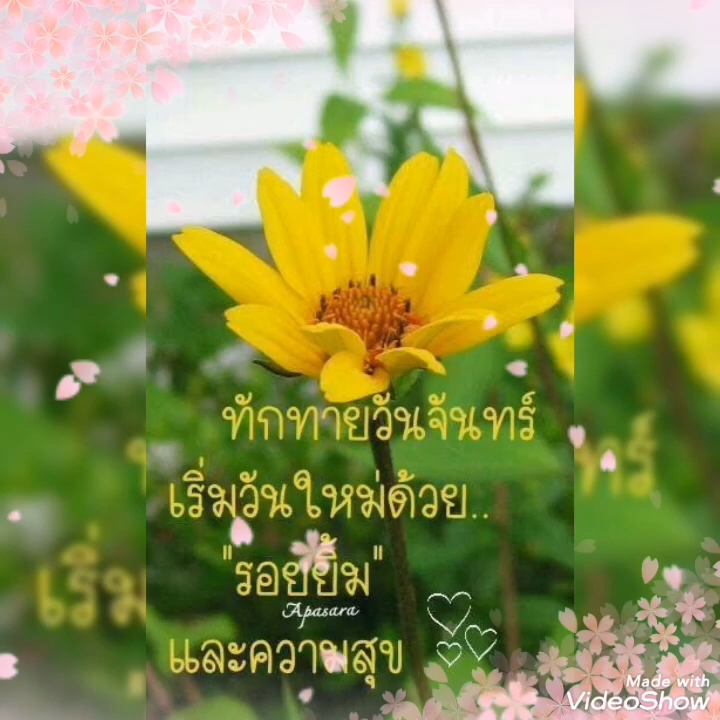 ทักทายวันจันทร์
เริ่มวันใหม่ด้วย..
"รอยยิ้ม"
Apasara
และความสุข
Made with
VideoShow